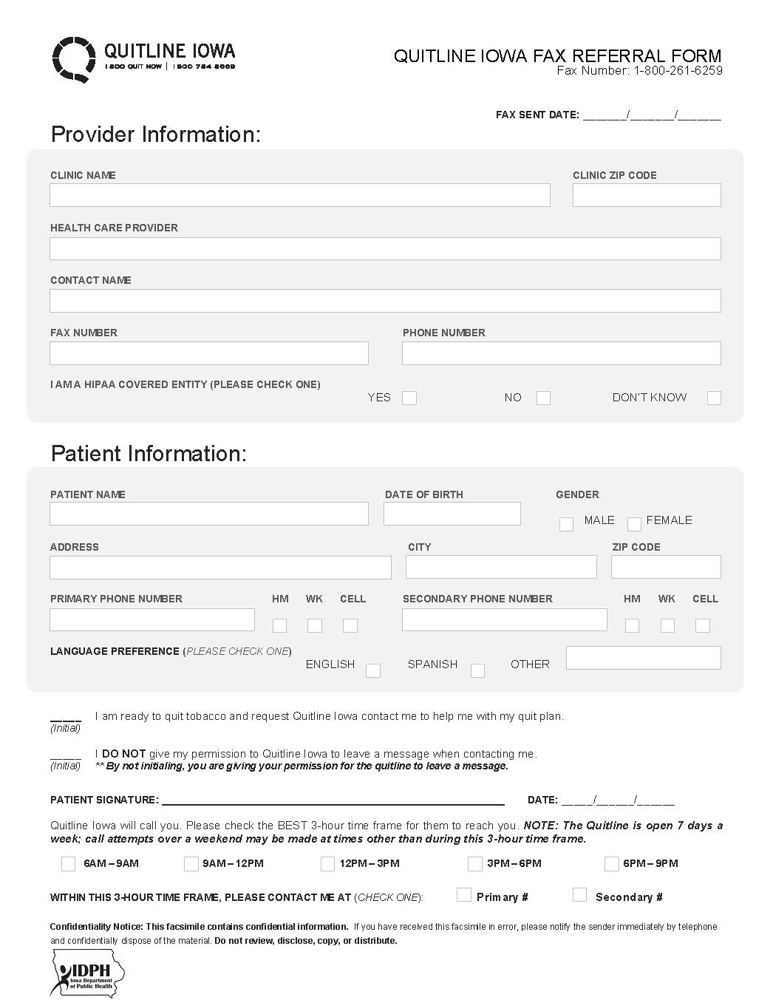 QUITLINE IOWA
1 800 QUIT NOW | 1 800 784 8669
QUITLINE IOWA FAX REFERRAL FORM
Fax Number: 1-800-261-6259
FAX SENT DATE: _______/_______/_______
Provider Information:
CLINIC NAME CLINIC ZIP CODE
HEALTH CARE PROVIDER
CONTACT NAME
FAX NUMBER PHONE NUMBER
I AM A HIPAA COVERED ENTITY (PLEASE CHECK ONE)
YES NO DON'T KNOW
Patient Information:
PATIENT NAME DATE OF BIRTH GENDER
MALE FEMALE
ADDRESS CITY ZIP CODE
PRIMARY PHONE NUMBER HM WK CELL SECONDARY PHONE NUMBER HM WK CELL
LANGUAGE PREFERENCE (PLEASE CHECK ONE)
ENGLISH SPANISH OTHER
_____ I am ready to quit tobacco and request Quitline Iowa contact me to help me with my quit plan.
(Initial)
_____ I DO NOT give my permission to Quitline Iowa to leave a message when contacting me.
(Initial) ** By not initialing, you are giving your permission for the quitline to leave a message.
PATIENT SIGNATURE: ____________________ DATE: _____/______/______
Quitline Iowa will call you. Please check the BEST 3-hour time frame for them to reach you. NOTE: The Quitline is open 7 days a
week; call attempts over a weekend may be made at times other than during this 3-hour time frame.
6AM – 9AM 9AM – 12PM 12PM – 3PM 3PM – 6PM 6PM – 9PM
WITHIN THIS 3-HOUR TIME FRAME, PLEASE CONTACT ME AT (CHECK ONE): Primary # Secondary #
Confidentiality Notice: This facsimile contains confidential information. If you have received this facsimile in error, please notify the sender immediately by telephone
and confidentially dispose of the material. Do not review, disclose, copy, or distribute.
IDPH
Iowa Department
of Public Health